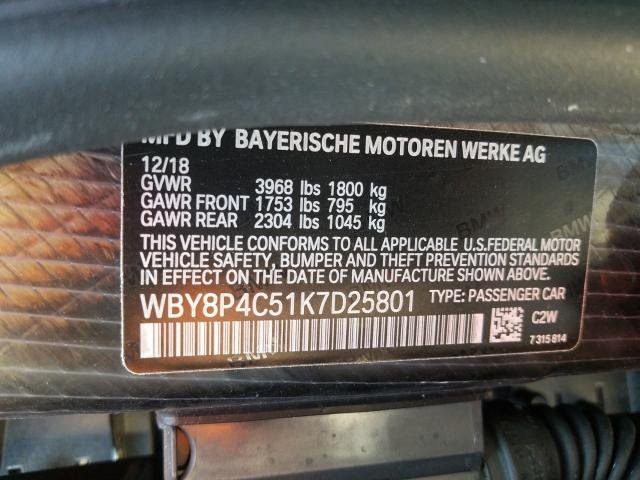 MFD BY BAYERISCHE MOTOREN WERKE AG
12/18
GVWR 3968 lbs 1800 kg
GAWR FRONT 1753 lbs 795 kg
GAWR REAR 2304 lbs 1045 kg
THIS VEHICLE CONFORMS TO ALL APPLICABLE U.S.FEDERAL MOTOR
VEHICLE SAFETY, BUMPER AND THEFT PREVENTION STANDARDS
IN EFFECT ON THE DATE OF MANUFACTURE SHOWN ABOVE.
WBY8P4C51K7D25801 TYPE: PASSENGER CAR
C2W
7315814